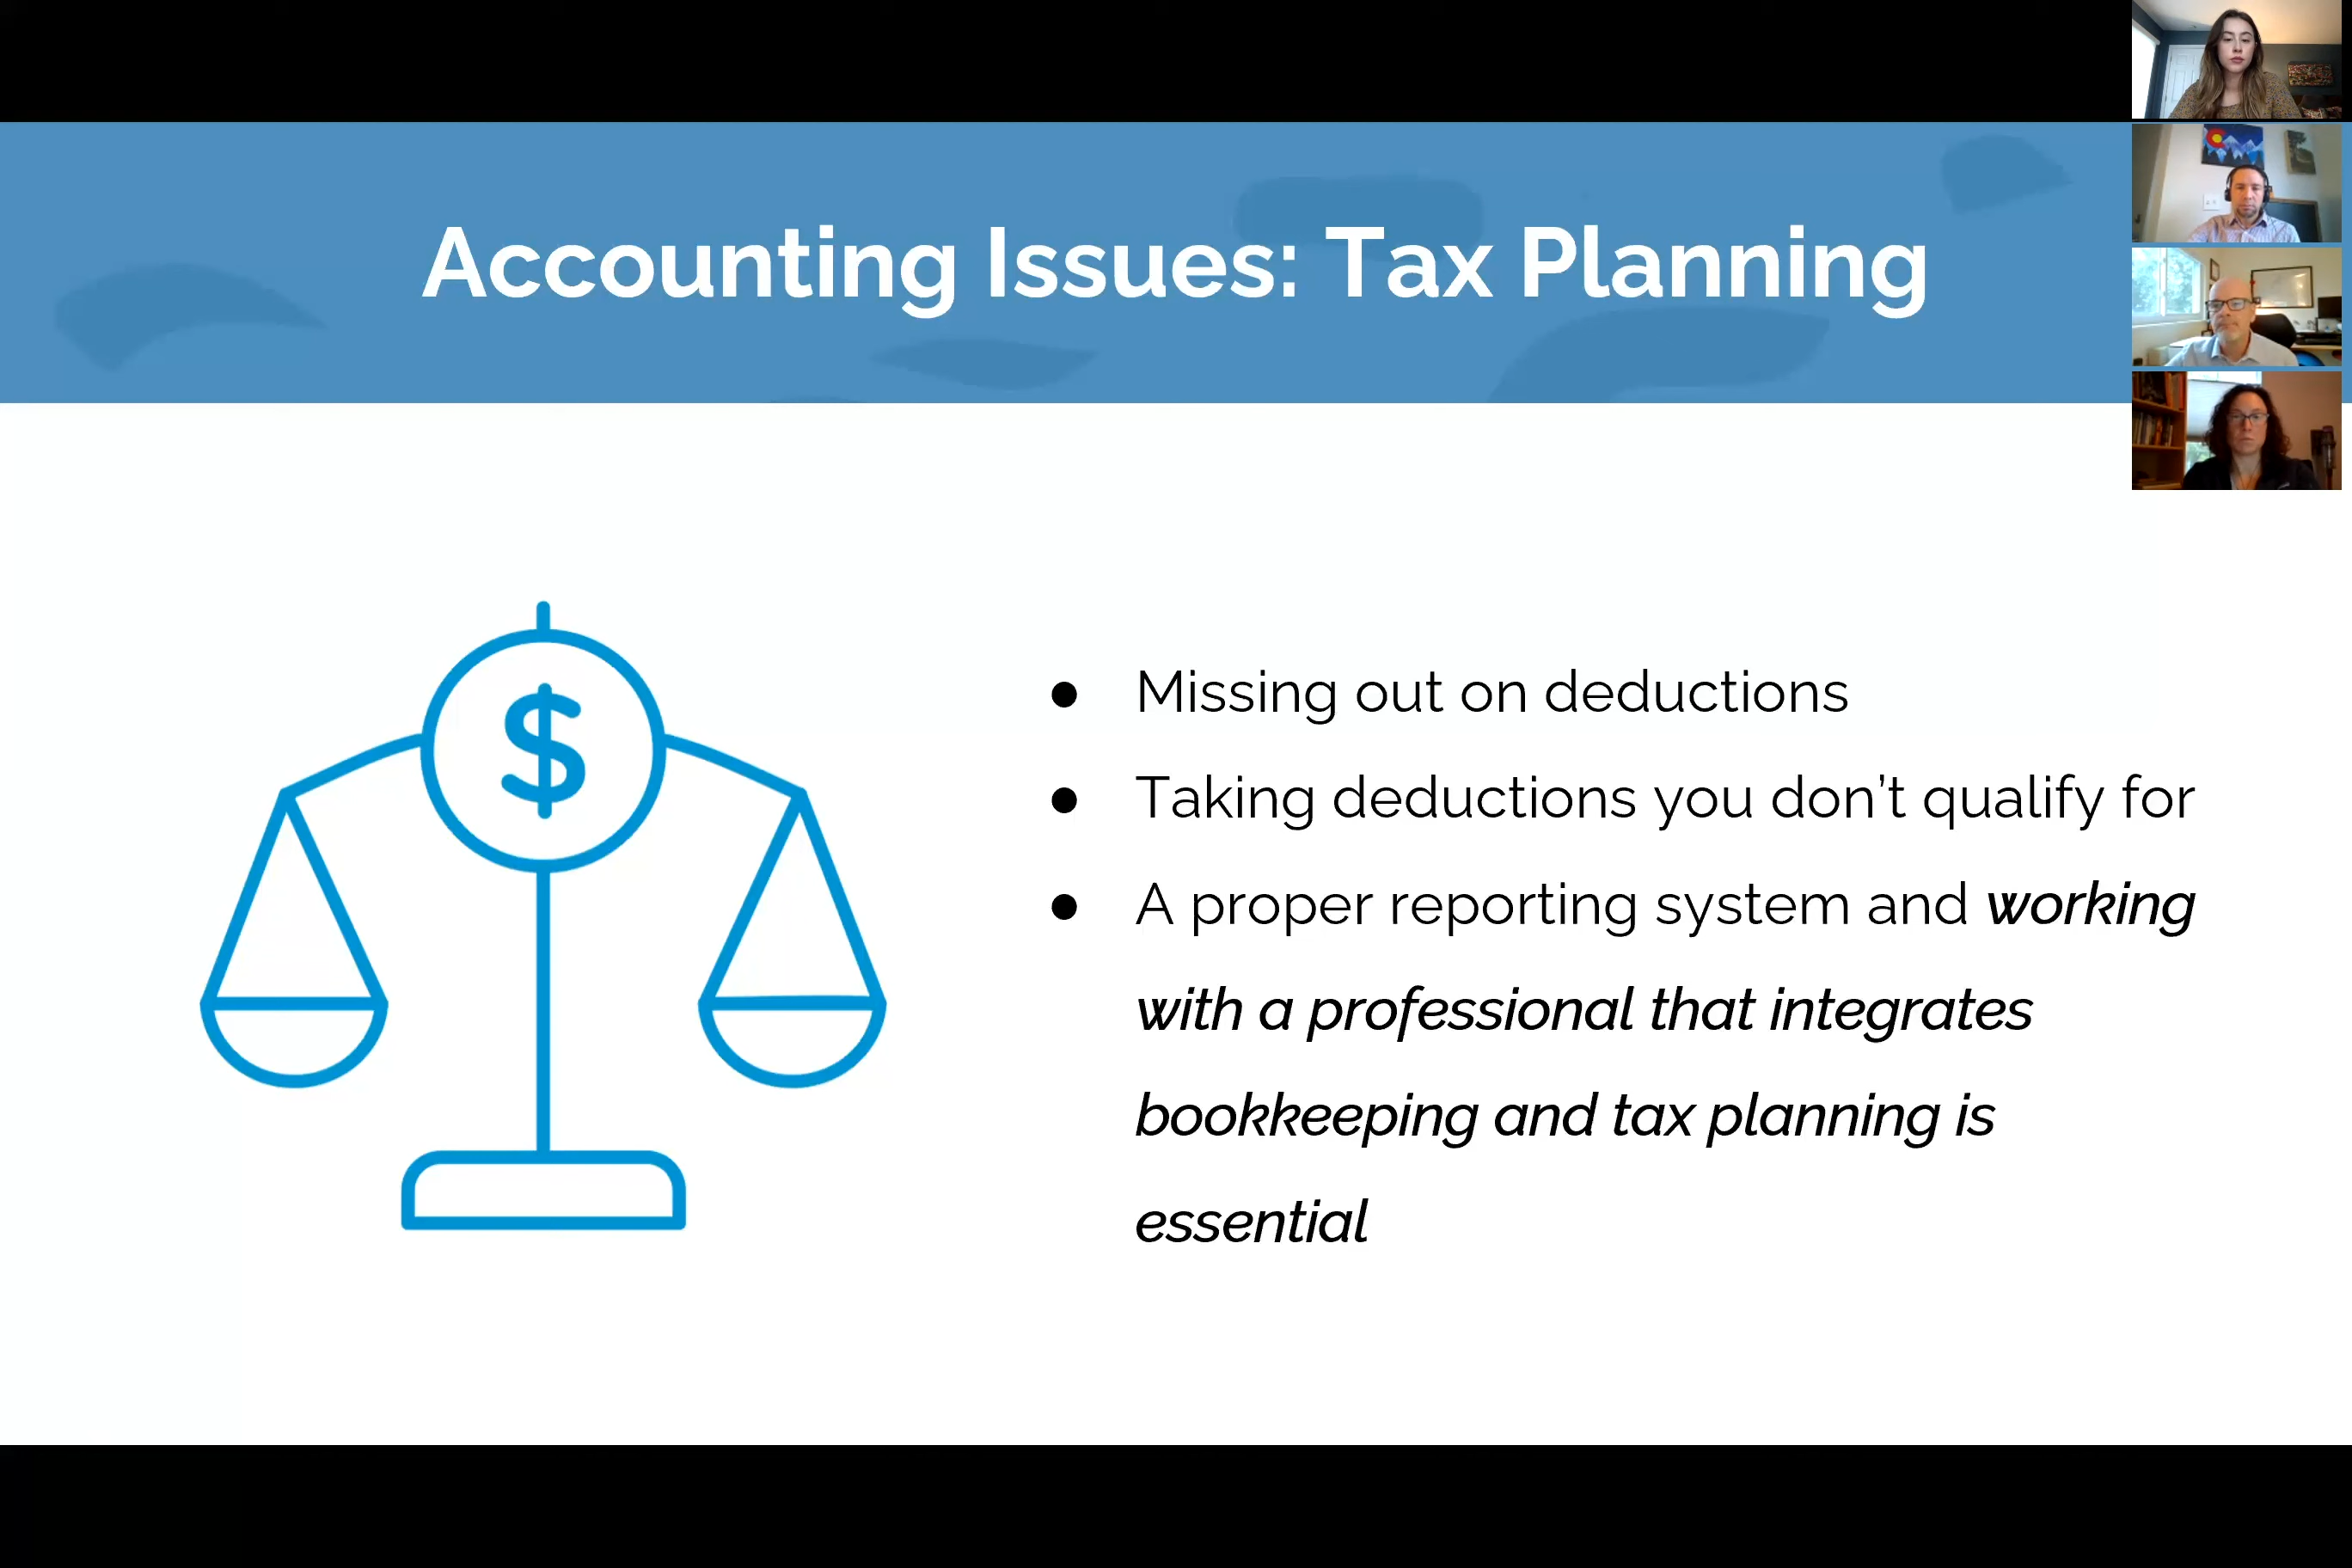 Accounting Issues: Tax Planning
$
● Missing out on deductions
● Taking deductions you don’t qualify for
● A proper reporting system and working
with a professional that integrates
bookkeeping and tax planning is
essential